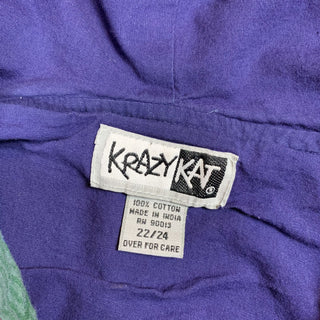 KRAZY KAT®
100% COTTON
MADE IN INDIA
RN 90013
22/24
OVER FOR CARE